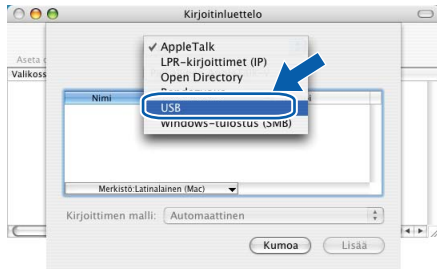 Kirjoitinluettelo
AppleTalk
LPR-kirjoittimet (IP)
Open Directory
USB
Windows-tulostus (SMB)
Aseta
Valikoss
Nimi
Merkistö:Latinalainen (Mac)
Kirjoittimen malli: Automaattinen
Kumoa Lisää